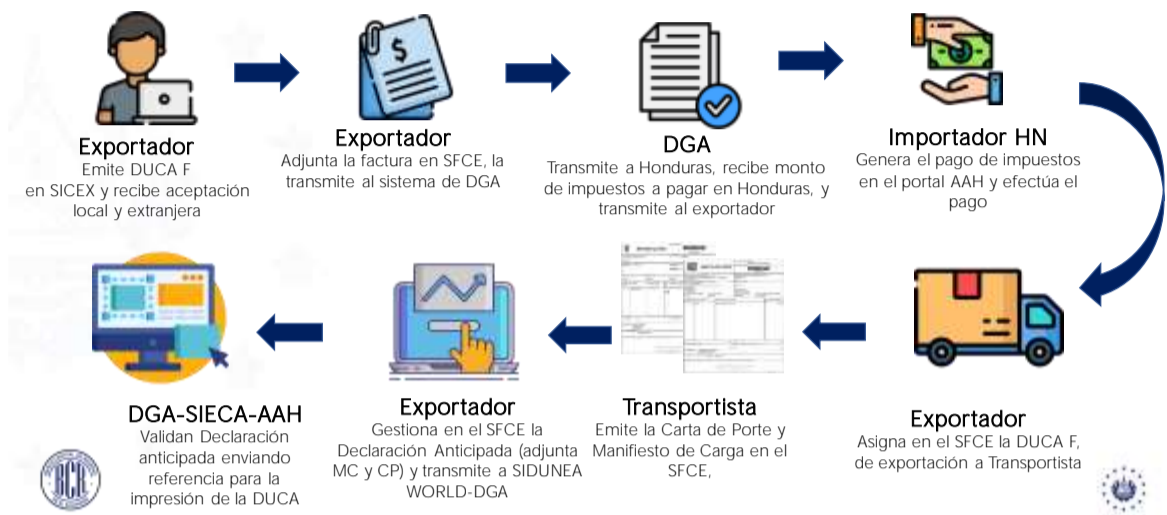 Exportador
Emite DUCA F
en SICEX y recibe aceptación
local y extranjera
Exportador
Adjunta la factura en SFCE, la
transmite al sistema de DGA
DGA
Transmite a Honduras, recibe monto
de impuestos a pagar en Honduras, y
transmite al exportador
Importador HN
Genera el pago de impuestos
en el portal AAH y efectúa el
pago
Exportador
Asigna en el SFCE la DUCA F,
de exportación a Transportista
Transportista
Emite la Carta de Porte y
Manifiesto de Carga en el
SFCE,
Exportador
Gestiona en el SFCE la
Declaración Anticipada (adjunta
MC y CP) y transmite a SIDUNEA
WORLD-DGA
DGA-SIECA-AAH
Validan Declaración
anticipada enviando
referencia para la
impresión de la DUCA
BCR